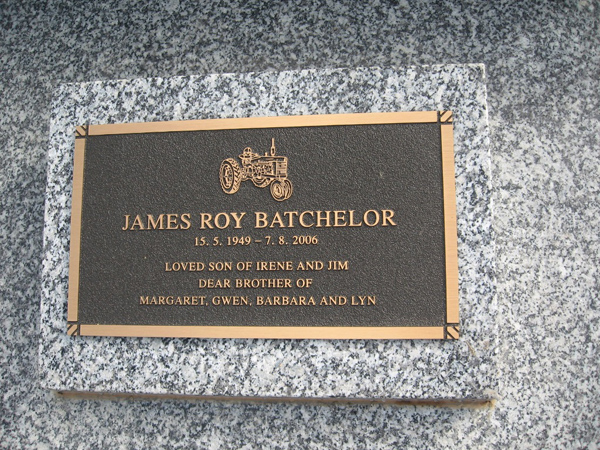 JAMES ROY BATCHELOR
15. 5. 1949 – 7. 8. 2006
LOVED SON OF IRENE AND JIM
DEAR BROTHER OF
MARGARET, GWEN, BARBARA AND LYN